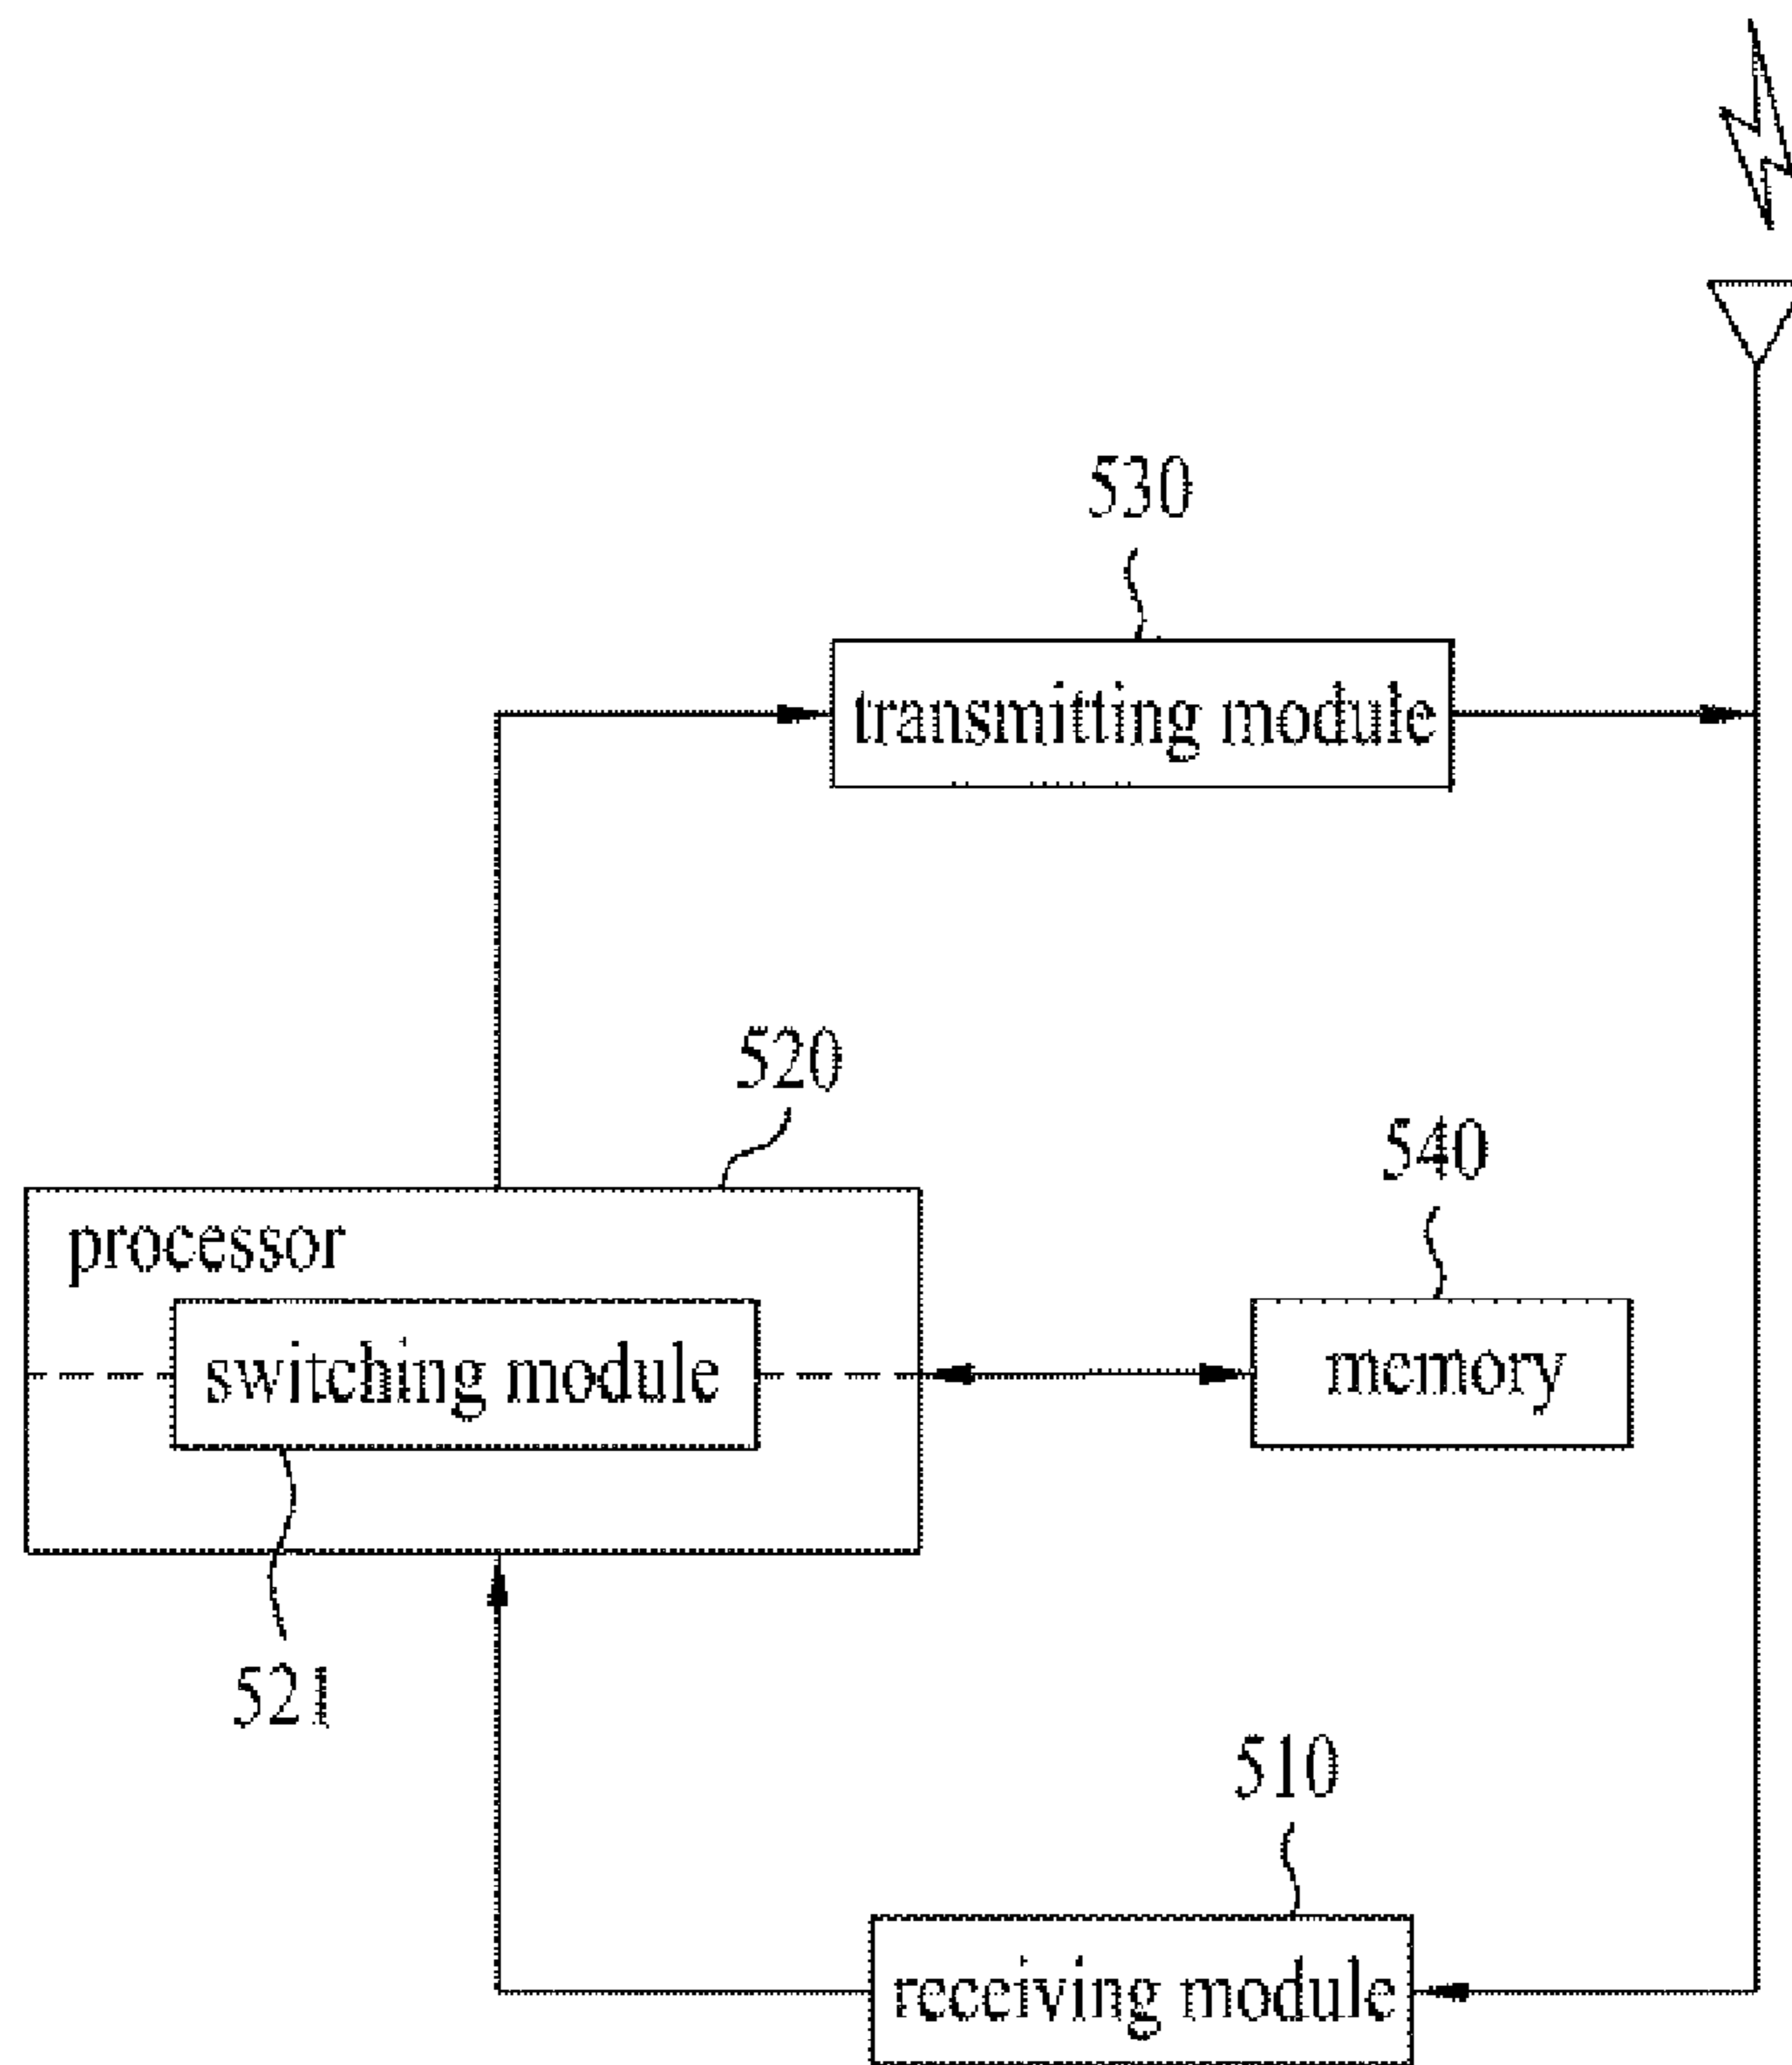 530
transmitting module
520
540
processor
switching module
memory
521
510
receiving module